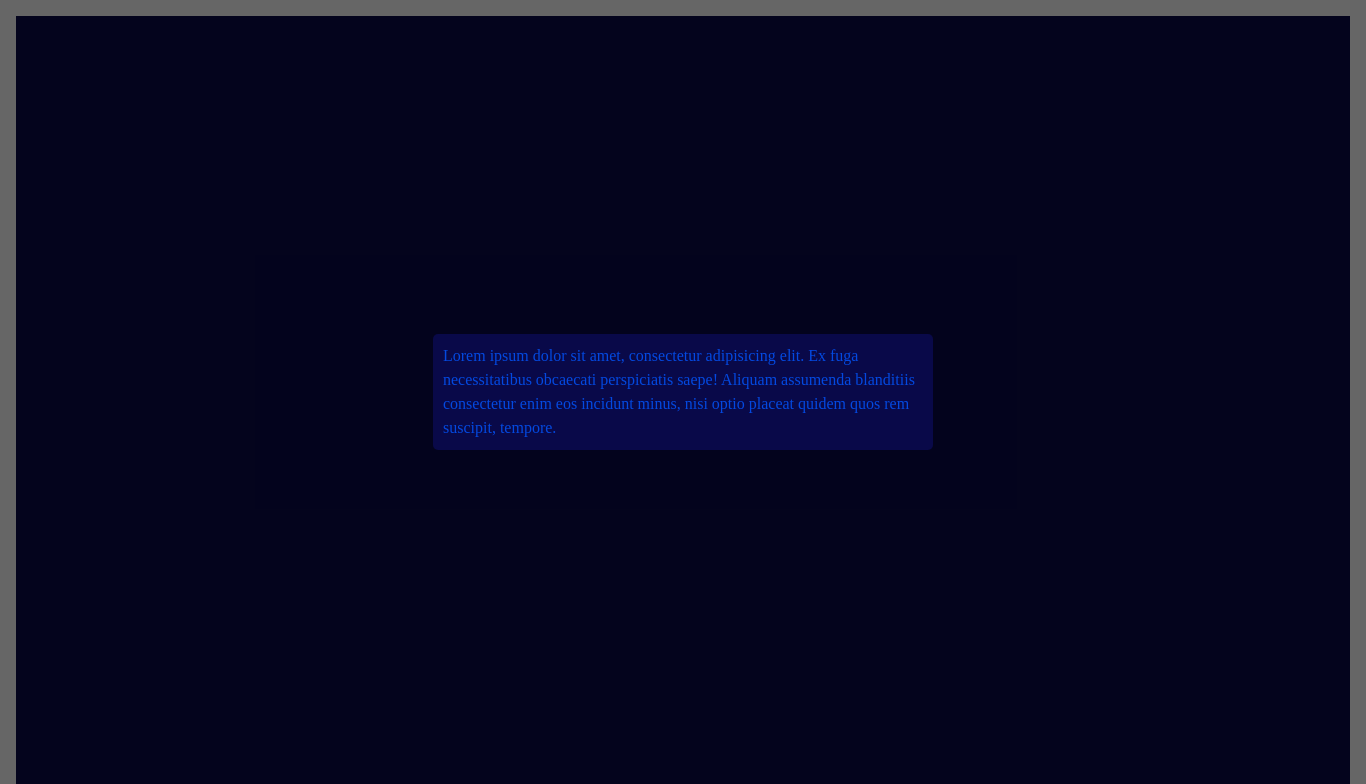 Lorem ipsum dolor sit amet, consectetur adipisicing elit. Ex fuga
necessitatibus obcaecati perspiciatis saepe! Aliquam assumenda blanditiis
consectetur enim eos incidunt minus, nisi optio placeat quidem quos rem
suscipit, tempore.